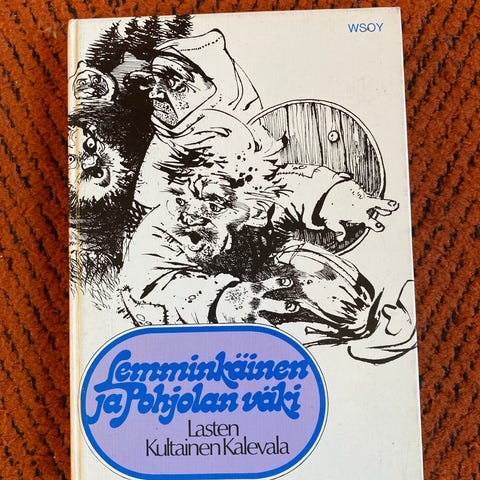 WSOY
Lemminkäinen
ja Pohjolan väki
Lasten
Kultainen Kalevala